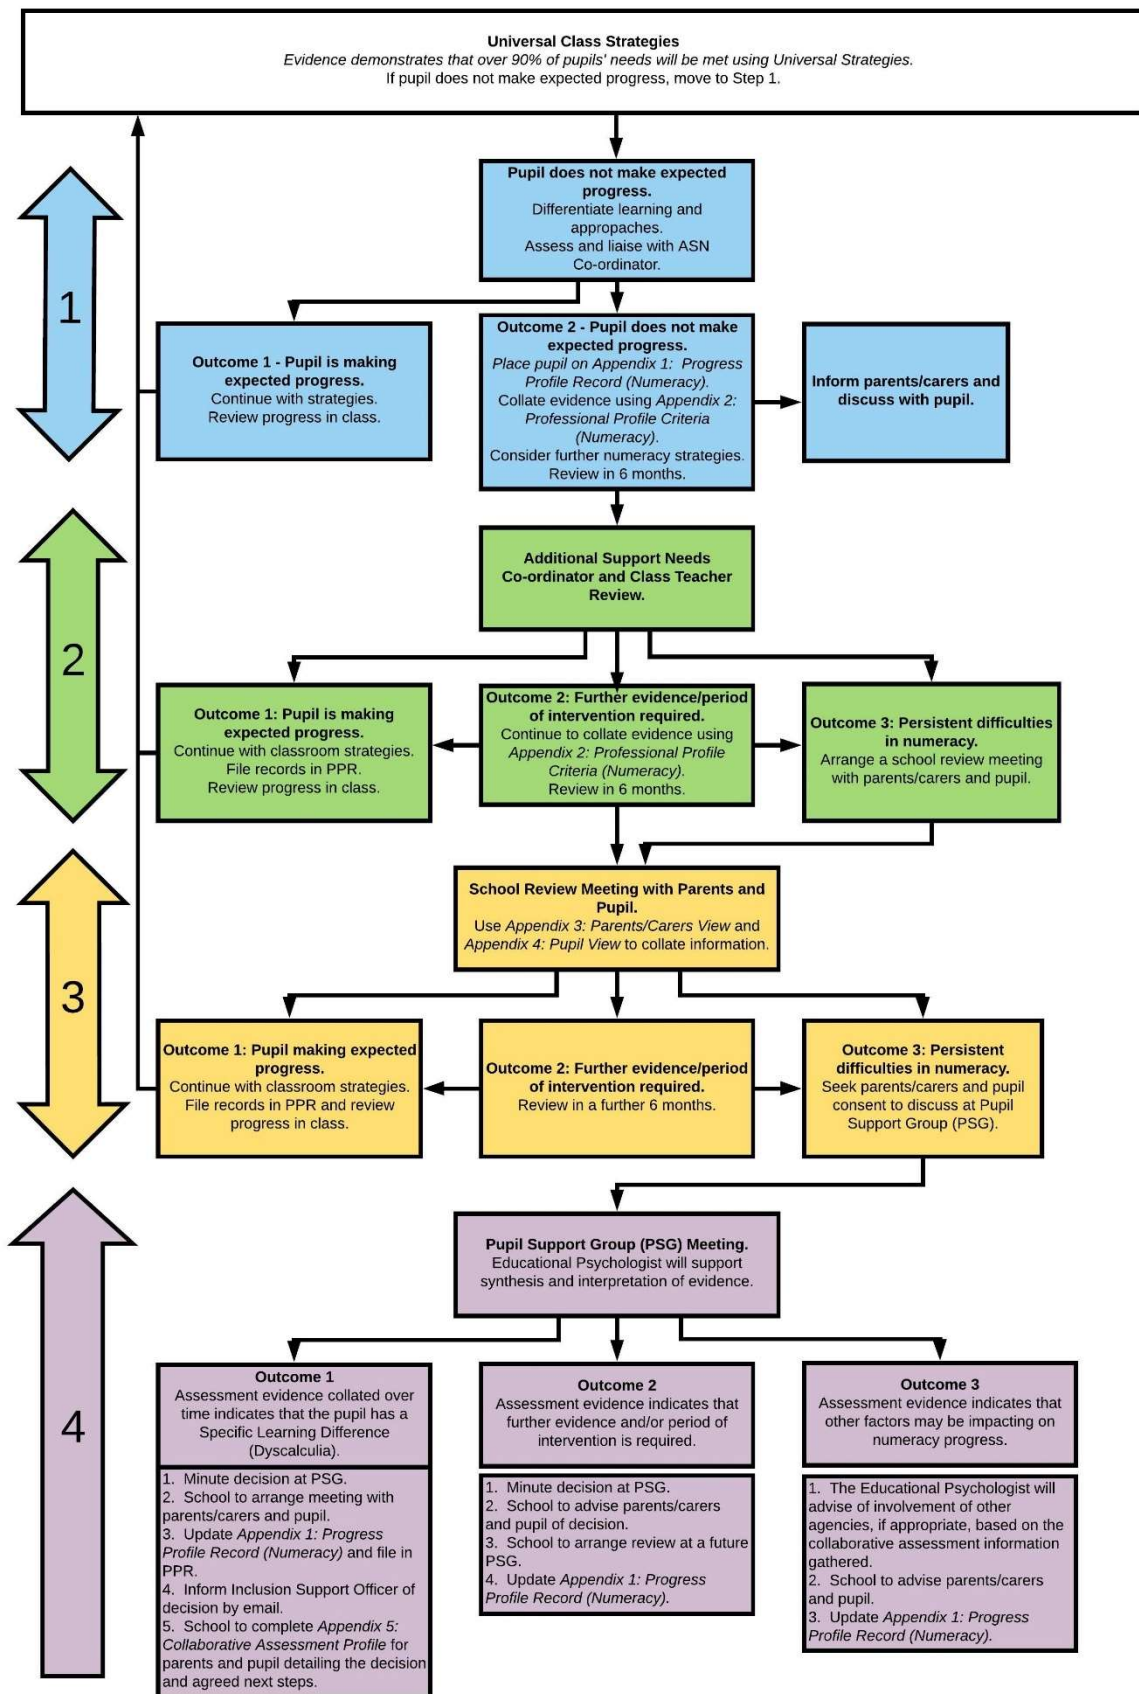 Universal Class Strategies
Evidence demonstrates that over 90% of pupils' needs will be met using Universal Strategies.
If pupil does not make expected progress, move to Step 1.
1
Pupil does not make expected
progress.
Differentiate learning and
appropaches.
Assess and liaise with ASN
Co-ordinator.
Outcome 1 - Pupil is making
expected progress.
Continue with strategies.
Review progress in class.
Outcome 2 - Pupil does not make
expected progress.
Place pupil on Appendix 1: Progress
Profile Record (Numeracy).
Collate evidence using Appendix 2:
Professional Profile Criteria
(Numeracy).
Consider further numeracy strategies.
Review in 6 months.
Inform parents/carers and
discuss with pupil.
2
Additional Support Needs
Co-ordinator and Class Teacher
Review.
Outcome 1: Pupil is making
expected progress.
Continue with classroom strategies.
File records in PPR.
Review progress in class.
Outcome 2: Further evidence/period
of intervention required.
Continue to collate evidence using
Appendix 2: Professional Profile
Criteria (Numeracy).
Review in 6 months.
Outcome 3: Persistent difficulties
in numeracy.
Arrange a school review meeting
with parents/carers and pupil.
3
School Review Meeting with Parents and
Pupil.
Use Appendix 3: Parents/Carers View and
Appendix 4: Pupil View to collate information.
Outcome 1: Pupil making expected
progress.
Continue with classroom strategies.
File records in PPR and review
progress in class.
Outcome 2: Further evidence/period
of intervention required.
Review in a further 6 months.
Outcome 3: Persistent
difficulties in numeracy.
Seek parents/carers and pupil
consent to discuss at Pupil
Support Group (PSG).
4
Pupil Support Group (PSG) Meeting.
Educational Psychologist will support
synthesis and interpretation of evidence.
Outcome 1
Assessment evidence collated over
time indicates that the pupil has a
Specific Learning Difference
(Dyscalculia).
1. Minute decision at PSG.
2. School to arrange meeting with
parents/carers and pupil.
3. Update Appendix 1: Progress
Profile Record (Numeracy) and file in
PPR.
4. Inform Inclusion Support Officer of
decision by email.
5. School to complete Appendix 5:
Collaborative Assessment Profile for
parents and pupil detailing the decision
and agreed next steps.
Outcome 2
Assessment evidence indicates that
further evidence and/or period of
intervention is required.
1. Minute decision at PSG.
2. School to advise parents/carers
and pupil of decision.
3. School to arrange review at a future
PSG.
4. Update Appendix 1: Progress
Profile Record (Numeracy).
Outcome 3
Assessment evidence indicates that
other factors may be impacting on
numeracy progress.
1. The Educational Psychologist will
advise of involvement of other
agencies, if appropriate, based on the
collaborative assessment information
gathered.
2. School to advise parents/carers
and pupil.
3. Update Appendix 1: Progress
Profile Record (Numeracy).